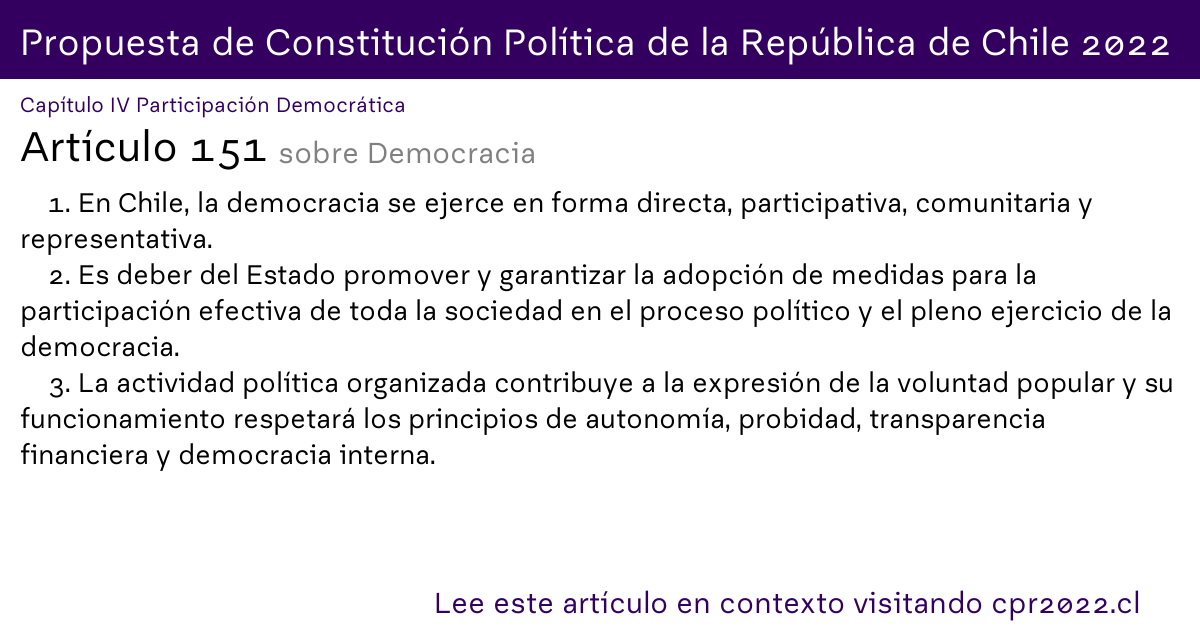 Propuesta de Constitución Política de la República de Chile 2022
Capítulo IV Participación Democrática
Artículo 151 sobre Democracia
1. En Chile, la democracia se ejerce en forma directa, participativa, comunitaria y
representativa.
2. Es deber del Estado promover y garantizar la adopción de medidas para la
participación efectiva de toda la sociedad en el proceso político y el pleno ejercicio de la
democracia.
3. La actividad política organizada contribuye a la expresión de la voluntad popular y su
funcionamiento respetará los principios de autonomía, probidad, transparencia
financiera y democracia interna.
Lee este artículo en contexto visitando cpr2022.cl